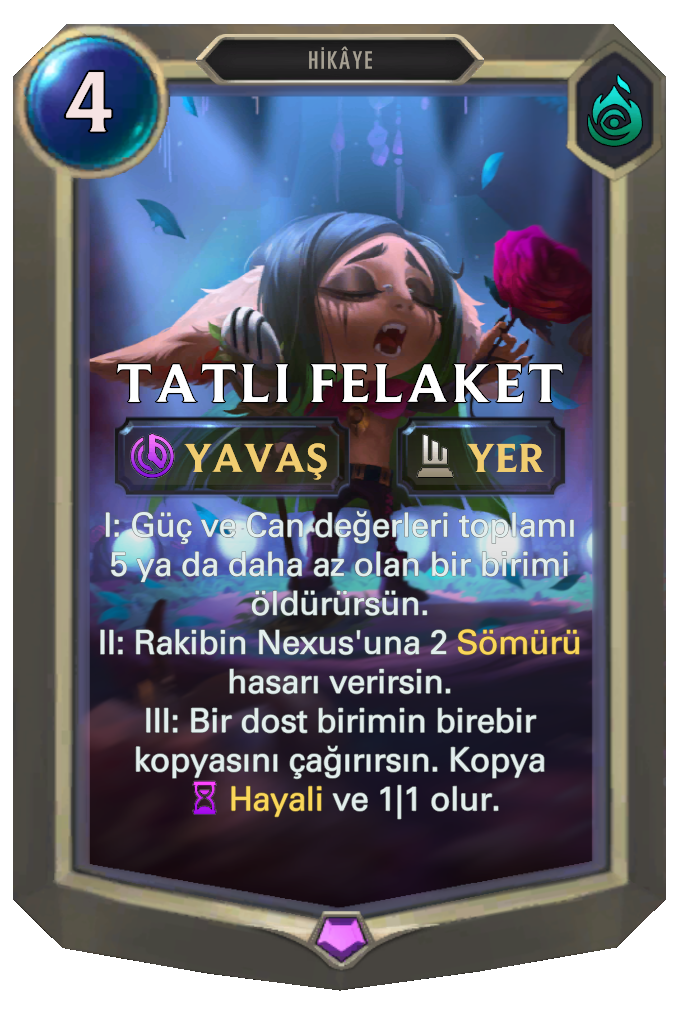 4
HİKÂYE
TATLI FELAKET
YAVAŞ
YER
I: Güç ve Can değerleri toplamı
5 ya da daha az olan bir birimi
öldürürsün.
II: Rakibin Nexus'una 2 Sömürü
hasarı verirsin.
III: Bir dost birimin birebir
kopyasını çağırırsın. Kopya
Hayali ve 1|1 olur.